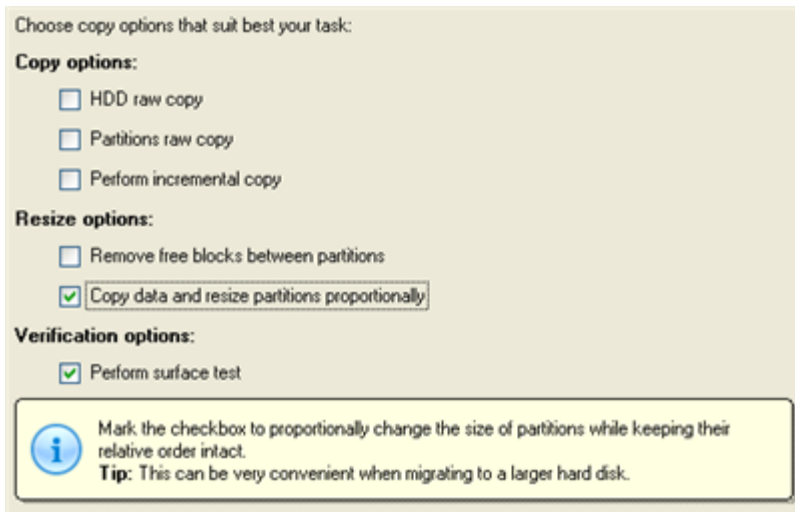 Choose copy options that suit best your task:
Copy options:
HDD raw copy
Partitions raw copy
Perform incremental copy
Resize options:
Remove free blocks between partitions
Copy data and resize partitions proportionally
Verification options:
Perform surface test
Mark the checkbox to proportionally change the size of partitions while keeping their
relative order intact.
Tip: This can be very convenient when migrating to a larger hard disk.